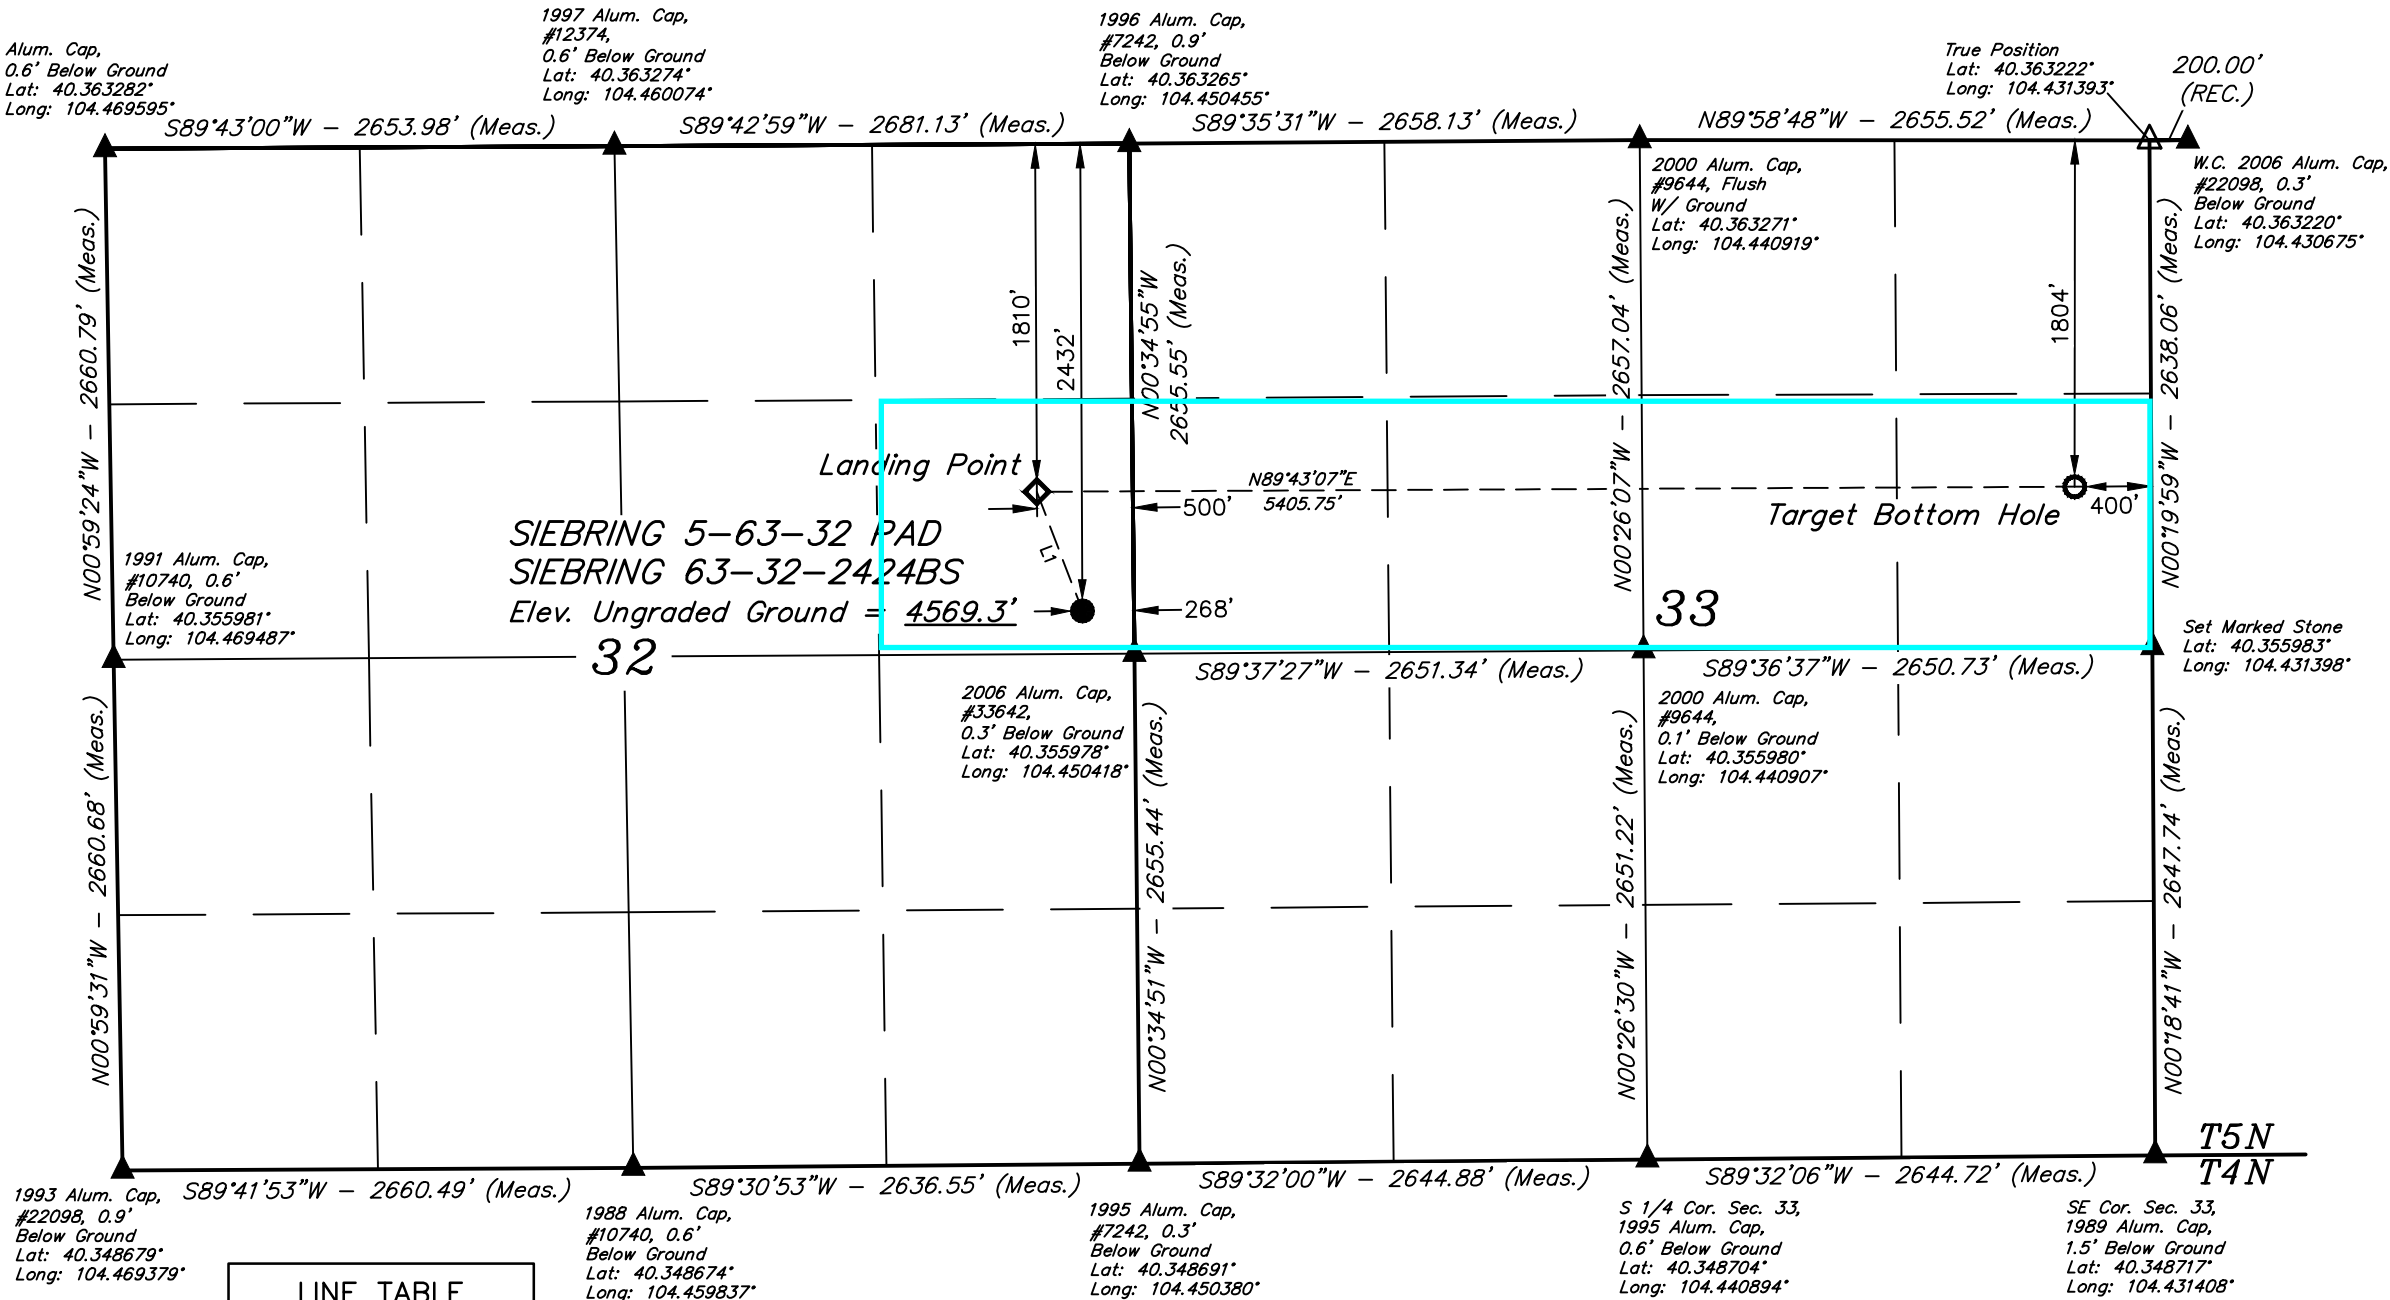 Alum. Cap,
0.6' Below Ground
Lat: 40.363282°
Long: 104.469595°
1997 Alum. Cap,
#12374,
0.6' Below Ground
Lat: 40.363274°
Long: 104.460074°
1996 Alum. Cap,
#7242, 0.9'
Below Ground
Lat: 40.363265°
Long: 104.450455°
True Position
Lat: 40.363222°
Long: 104.431393°
200.00'
(REC.)
S89°43'00"W – 2653.98' (Meas.)
S89°42'59"W – 2681.13' (Meas.)
S89°35'31"W – 2658.13' (Meas.)
N89°58'48"W – 2655.52' (Meas.)
2000 Alum. Cap,
#9644, Flush
W/ Ground
Lat: 40.363271°
Long: 104.440919°
W.C. 2006 Alum. Cap,
#22098, 0.3'
Below Ground
Lat: 40.363220°
Long: 104.430675°
N00°59'24"W – 2660.79' (Meas.)
1810'
2432'
N00°34'55"W
2655.55' (Meas.)
N00°26'07"W – 2657.04' (Meas.)
1804'
N00°19'59"W – 2638.06' (Meas.)
Landing Point
N89°43'07"E
5405.75'
500'
400'
Target Bottom Hole
L1
SIEBRING 5-63-32 PAD
SIEBRING 63-32-2424BS
Elev. Ungraded Ground = 4569.3'
268'
1991 Alum. Cap,
#10740, 0.6'
Below Ground
Lat: 40.355981°
Long: 104.469487°
32
33
Set Marked Stone
Lat: 40.355983°
Long: 104.431398°
S89°37'27"W – 2651.34' (Meas.)
S89°36'37"W – 2650.73' (Meas.)
2006 Alum. Cap,
#33642,
0.3' Below Ground
Lat: 40.355978°
Long: 104.450418°
2000 Alum. Cap,
#9644,
0.1' Below Ground
Lat: 40.355980°
Long: 104.440907°
N00°59'31"W – 2660.68' (Meas.)
N00°34'51"W – 2655.44' (Meas.)
N00°26'30"W – 2651.22' (Meas.)
N00°18'41"W – 2647.74' (Meas.)
T5N
T4N
S89°41'53"W – 2660.49' (Meas.)
S89°30'53"W – 2636.55' (Meas.)
S89°32'00"W – 2644.88' (Meas.)
S89°32'06"W – 2644.72' (Meas.)
1993 Alum. Cap,
#22098, 0.9'
Below Ground
Lat: 40.348679°
Long: 104.469379°
1988 Alum. Cap,
#10740, 0.6'
Below Ground
Lat: 40.348674°
Long: 104.459837°
1995 Alum. Cap,
#7242, 0.3'
Below Ground
Lat: 40.348691°
Long: 104.450380°
S 1/4 Cor. Sec. 33,
1995 Alum. Cap,
0.6' Below Ground
Lat: 40.348704°
Long: 104.440894°
SE Cor. Sec. 33,
1989 Alum. Cap,
1.5' Below Ground
Lat: 40.348717°
Long: 104.431408°
LINE TABLE